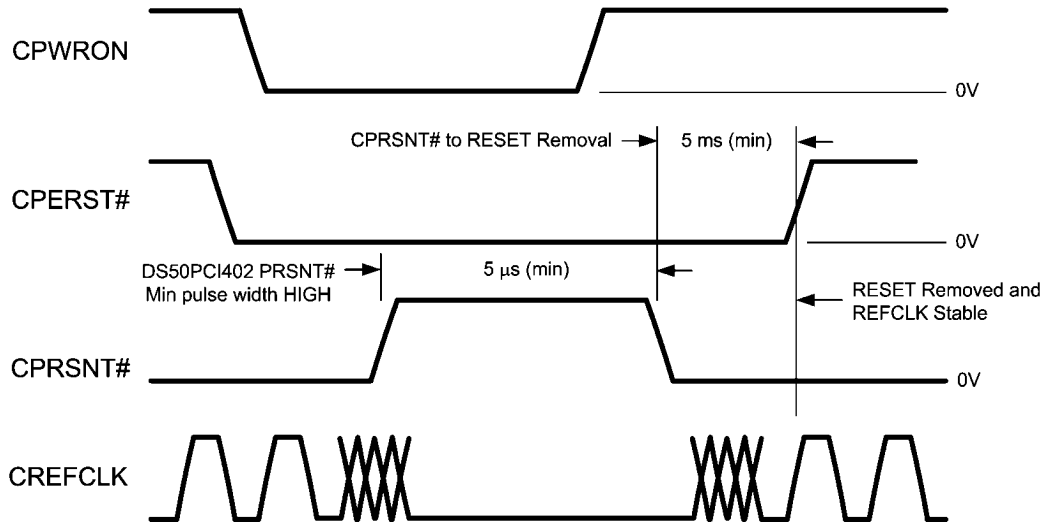 CPWRON
0V
CPRSNT# to RESET Removal
5 ms (min)
CPERST#
0V
DS50PCI402 PRSNT#
Min pulse width HIGH
5 μs (min)
RESET Removed and
REFCLK Stable
CPRSNT#
0V
CREFCLK